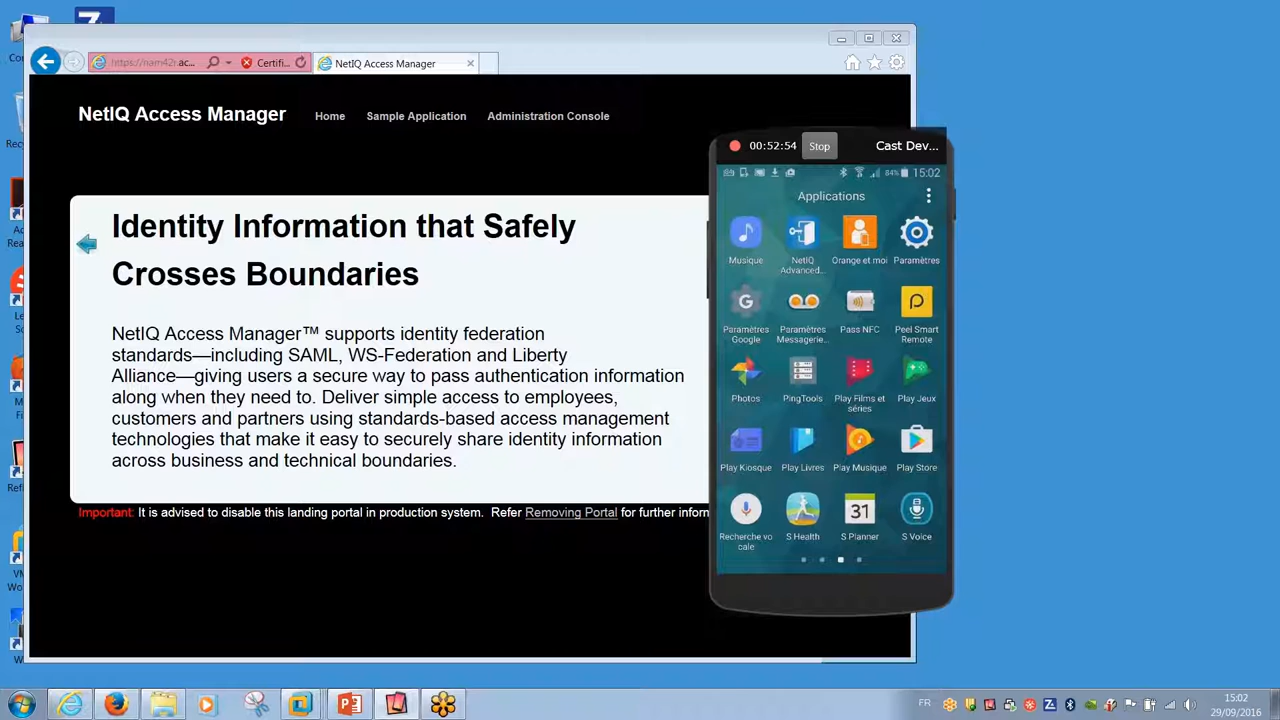 https://nam42r.ac...
Certifi...
NetIQ Access Manager
NetIQ Access Manager
Home
Sample Application
Administration Console
Identity Information that Safely
Crosses Boundaries
NetIQ Access Manager™ supports identity federation
standards—including SAML, WS-Federation and Liberty
Alliance—giving users a secure way to pass authentication information
along when they need to. Deliver simple access to employees,
customers and partners using standards-based access management
technologies that make it easy to securely share identity information
across business and technical boundaries.
Important: It is advised to disable this landing portal in production system. Refer Removing Portal for further inform
00:52:54
Stop
Cast Dev...
84%
15:02
Applications
Musique
NetIQ
Advanced...
Orange et moi
Paramètres
Paramètres
Google
Paramètres
Messagerie...
Pass NFC
Peel Smart
Remote
Photos
PingTools
Play Films et
séries
Play Jeux
Play Kiosque
Play Livres
Play Musique
Play Store
Recherche vo
cale
S Health
31
S Planner
S Voice
FR
15:02
29/09/2016